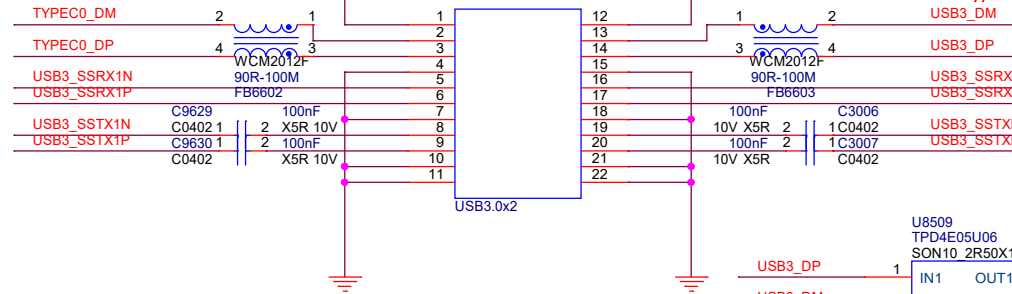 TYPEC0_DM
2
1
1
12
1
2
USB3_DM
2
13
TYPEC0_DP
4
3
3
14
3
4
USB3_DP
WCM2012F
4
15
WCM2012F
USB3_SSRX1N
90R-100M
5
16
90R-100M
USB3_SSRX
USB3_SSRX1P
FB6602
6
17
FB6603
USB3_SSRX
C9629
100nF
7
18
100nF
C3006
USB3_SSTX1N
C0402
1
2
X5R 10V
8
19
10V X5R
2
1
C0402
USB3_SSTX
USB3_SSTX1P
C9630
1
2
100nF
9
20
100nF
2
1
C3007
USB3_SSTX
C0402
X5R 10V
10
21
10V X5R
C0402
11
22
USB3.0x2
U8509
TPD4E05U06
SON10_2R50X1
USB3_DP
1
IN1
OUT1